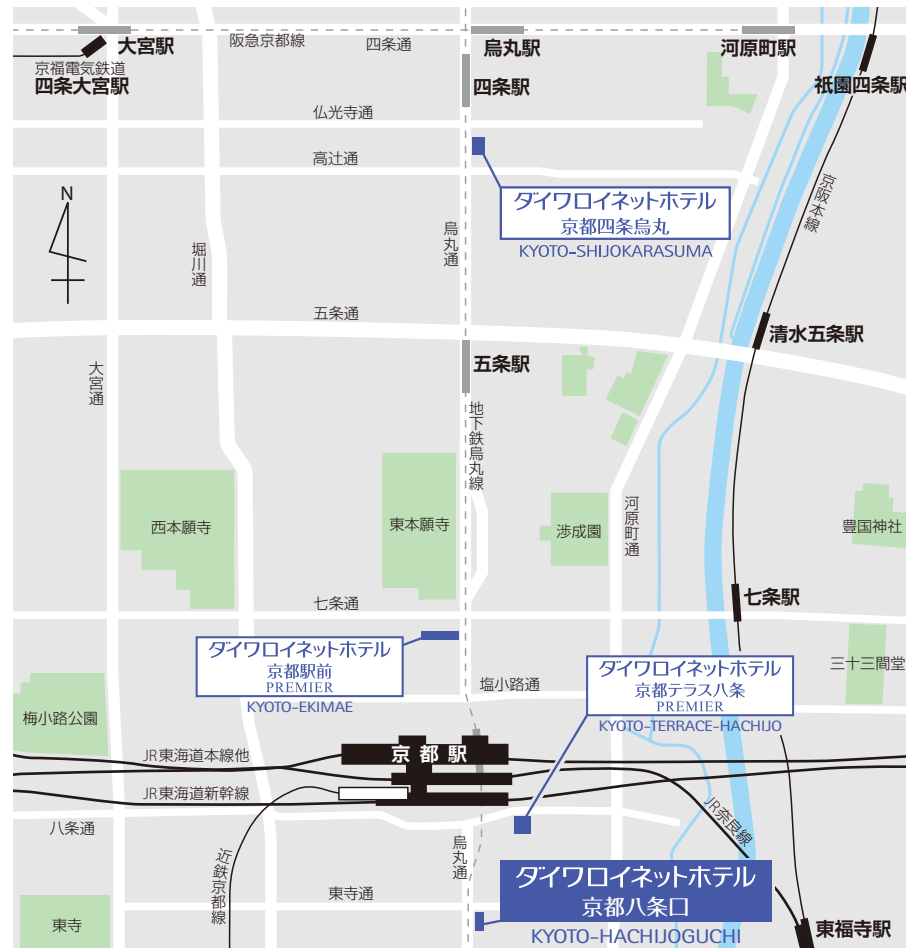 大宮駅
阪急京都線
四条通
烏丸駅
河原町駅
京福電気鉄道
四条大宮駅
四条駅
祇園四条駅
仏光寺通
高辻通
N
ダイワロイネットホテル
京都四条烏丸
KYOTO-SHIJOKARASUMA
京阪本線
堀川通
烏丸通
五条通
清水五条駅
五条駅
大宮通
地下鉄烏丸線
河原町通
西本願寺
東本願寺
渉成園
豊国神社
七条通
七条駅
ダイワロイネットホテル
京都駅前
PREMIER
KYOTO-EKIMAE
ダイワロイネットホテル
京都テラス八条
PREMIER
KYOTO-TERRACE-HACHIJO
三十三間堂
塩小路通
梅小路公園
京都駅
JR東海道本線他
JR東海道新幹線
JR奈良線
八条通
烏丸通
近鉄京都線
東寺通
東寺
ダイワロイネットホテル
京都八条口
KYOTO-HACHIJOGUCHI
東福寺駅